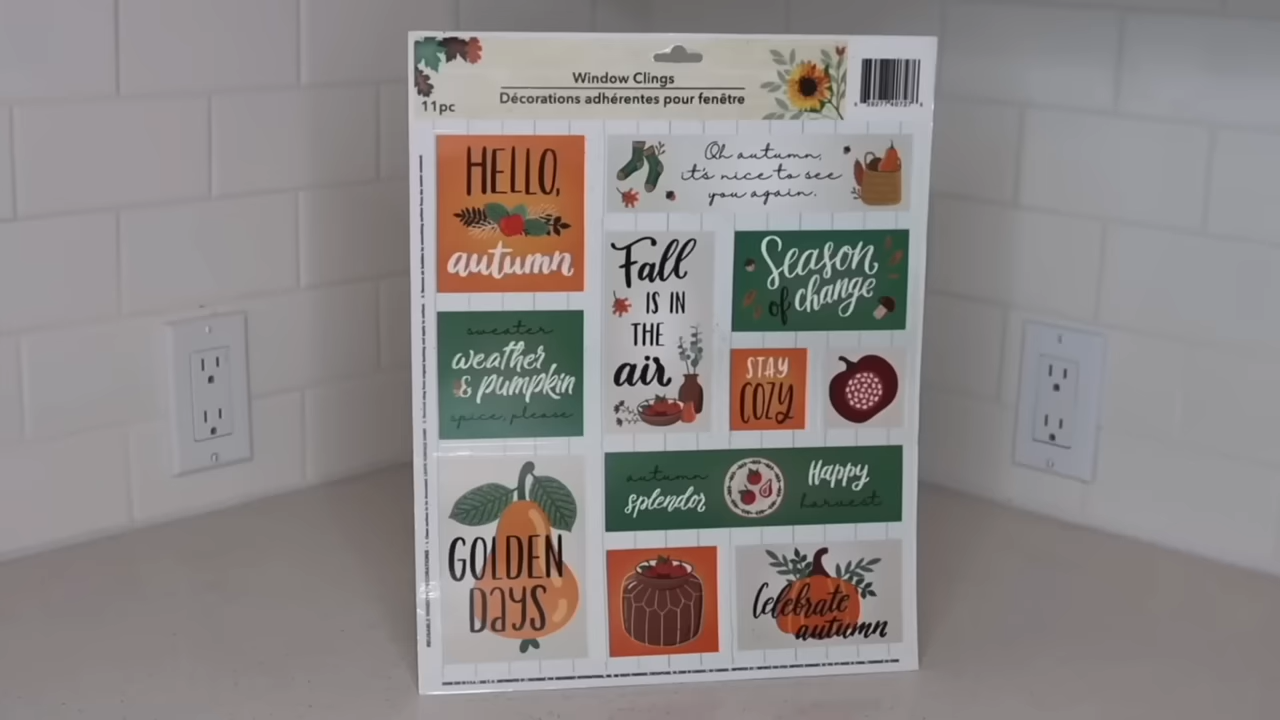 Window Clings
Décorations adhérentes pour fenêtre
11pc
HELLO,
autumn
Oh autumn,
it's nice to see
you again.
Fall
IS IN
THE
air
Season
of change
sweater
weather
& pumpkin
spice, please
STAY
COZY
autumn
splendor
Happy
harvest
GOLDEN
DAYS
Celebrate
autumn